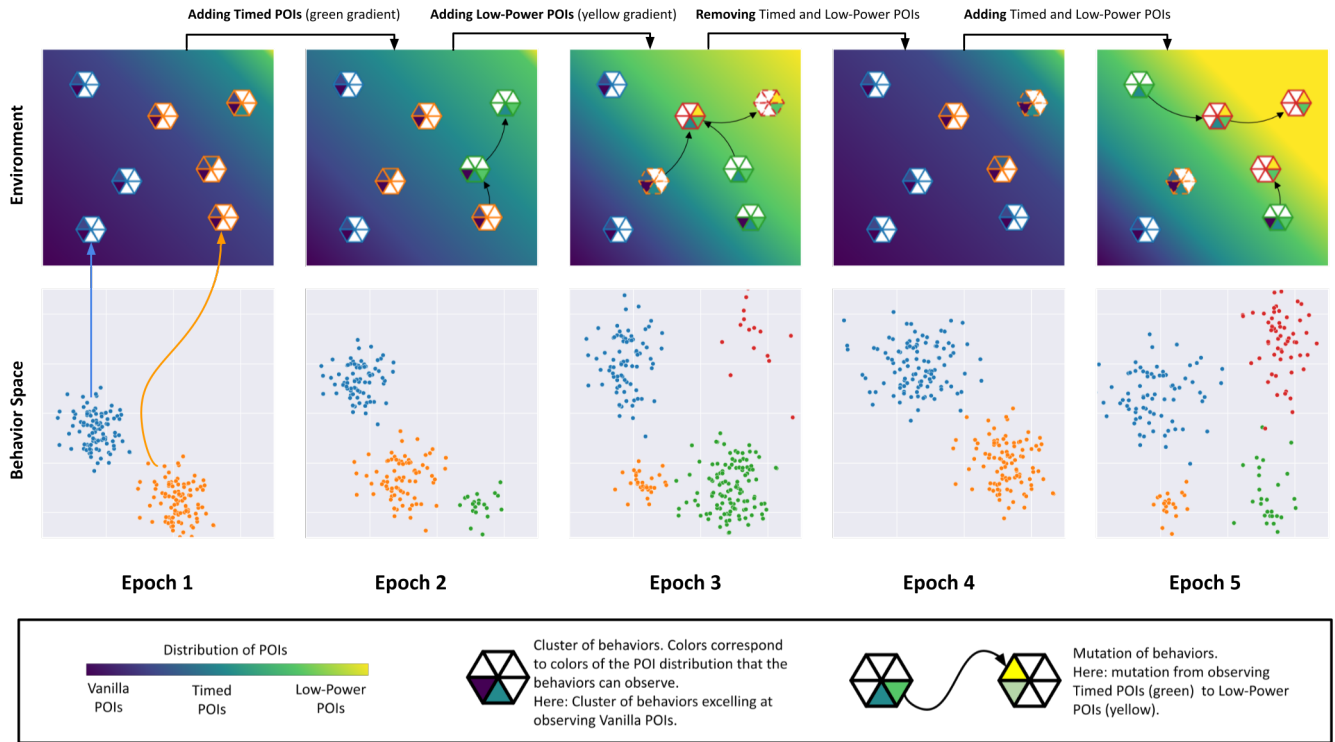 Adding Timed POIs (green gradient)
Adding Low-Power POIs (yellow gradient)
Removing Timed and Low-Power POIs
Adding Timed and Low-Power POIs
Environment
Behavior Space
Epoch 1
Epoch 2
Epoch 3
Epoch 4
Epoch 5
Distribution of POIs
Vanilla
POIs
Timed
POIs
Low-Power
POIs
Cluster of behaviors. Colors correspond
to colors of the POI distribution that the
behaviors can observe.
Here: Cluster of behaviors excelling at
observing Vanilla POIs.
Mutation of behaviors.
Here: mutation from observing
Timed POIs (green) to Low-Power
POIs (yellow).